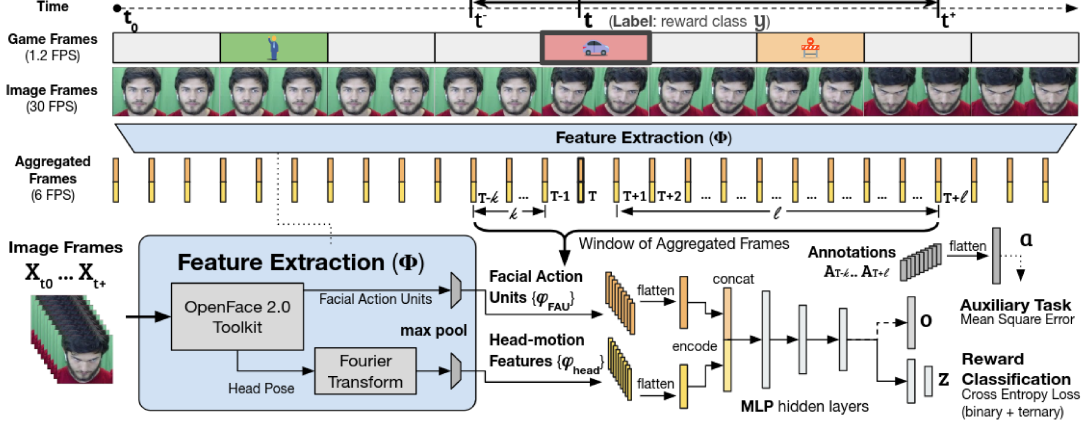 Time
t0
t-
t
t+
(Label: reward class y)
Game Frames
(1.2 FPS)
Image Frames
(30 FPS)
Feature Extraction (Φ)
Aggregated
Frames
(6 FPS)
T-k ... T-1 T T+1 T+2 ... ... ... ... ... ... ... T+ℓ
k
ℓ
Window of Aggregated Frames
Image Frames
Xt0 ... Xt+
Feature Extraction (Φ)
OpenFace 2.0
Toolkit
Facial Action Units
max pool
Head Pose
Fourier
Transform
Facial Action
Units {φFAU}
Head-motion
Features {φhead}
flatten
flatten
encode
concat
MLP hidden layers
Annotations
AT-k.. AT+ℓ
flatten
a
Auxiliary Task
Mean Square Error
o
z
Reward
Classification
Cross Entropy Loss
(binary + ternary)